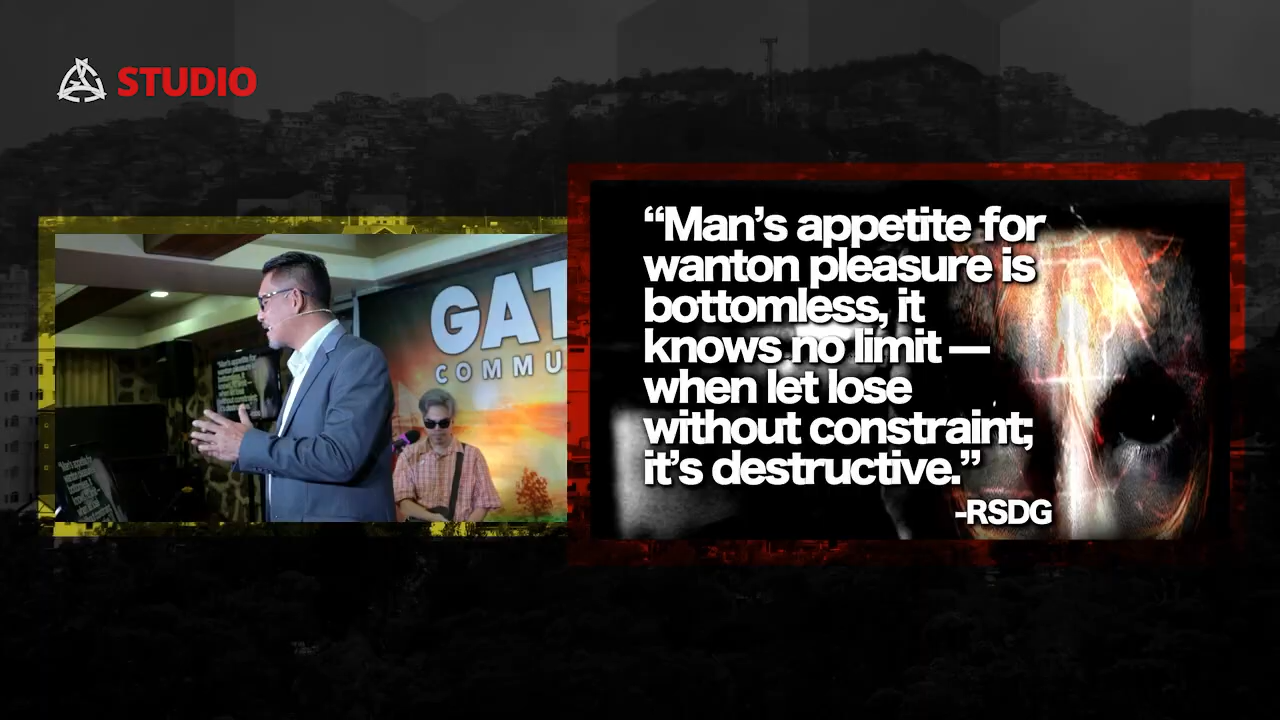 STUDIO
GAT
COMMU
“Man’s appetite for
wanton pleasure is
bottomless, it
knows no limit —
when let lose
without constraint;
it’s destructive.”
-RSDG